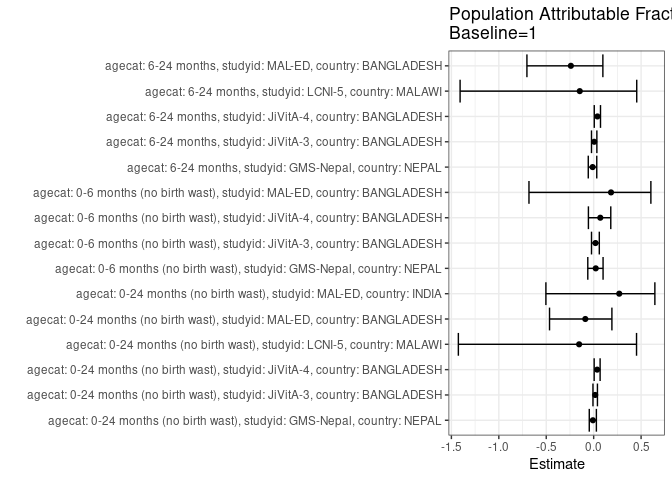 Population Attributable Frac
Baseline=1
agecat: 6-24 months, studyid: MAL-ED, country: BANGLADESH
agecat: 6-24 months, studyid: LCNI-5, country: MALAWI
agecat: 6-24 months, studyid: JiVitA-4, country: BANGLADESH
agecat: 6-24 months, studyid: JiVitA-3, country: BANGLADESH
agecat: 6-24 months, studyid: GMS-Nepal, country: NEPAL
agecat: 0-6 months (no birth wast), studyid: MAL-ED, country: BANGLADESH
agecat: 0-6 months (no birth wast), studyid: JiVitA-4, country: BANGLADESH
agecat: 0-6 months (no birth wast), studyid: JiVitA-3, country: BANGLADESH
agecat: 0-6 months (no birth wast), studyid: GMS-Nepal, country: NEPAL
agecat: 0-24 months (no birth wast), studyid: MAL-ED, country: INDIA
agecat: 0-24 months (no birth wast), studyid: MAL-ED, country: BANGLADESH
agecat: 0-24 months (no birth wast), studyid: LCNI-5, country: MALAWI
agecat: 0-24 months (no birth wast), studyid: JiVitA-4, country: BANGLADESH
agecat: 0-24 months (no birth wast), studyid: JiVitA-3, country: BANGLADESH
agecat: 0-24 months (no birth wast), studyid: GMS-Nepal, country: NEPAL
-1.5 -1.0 -0.5 0.0 0.5
Estimate